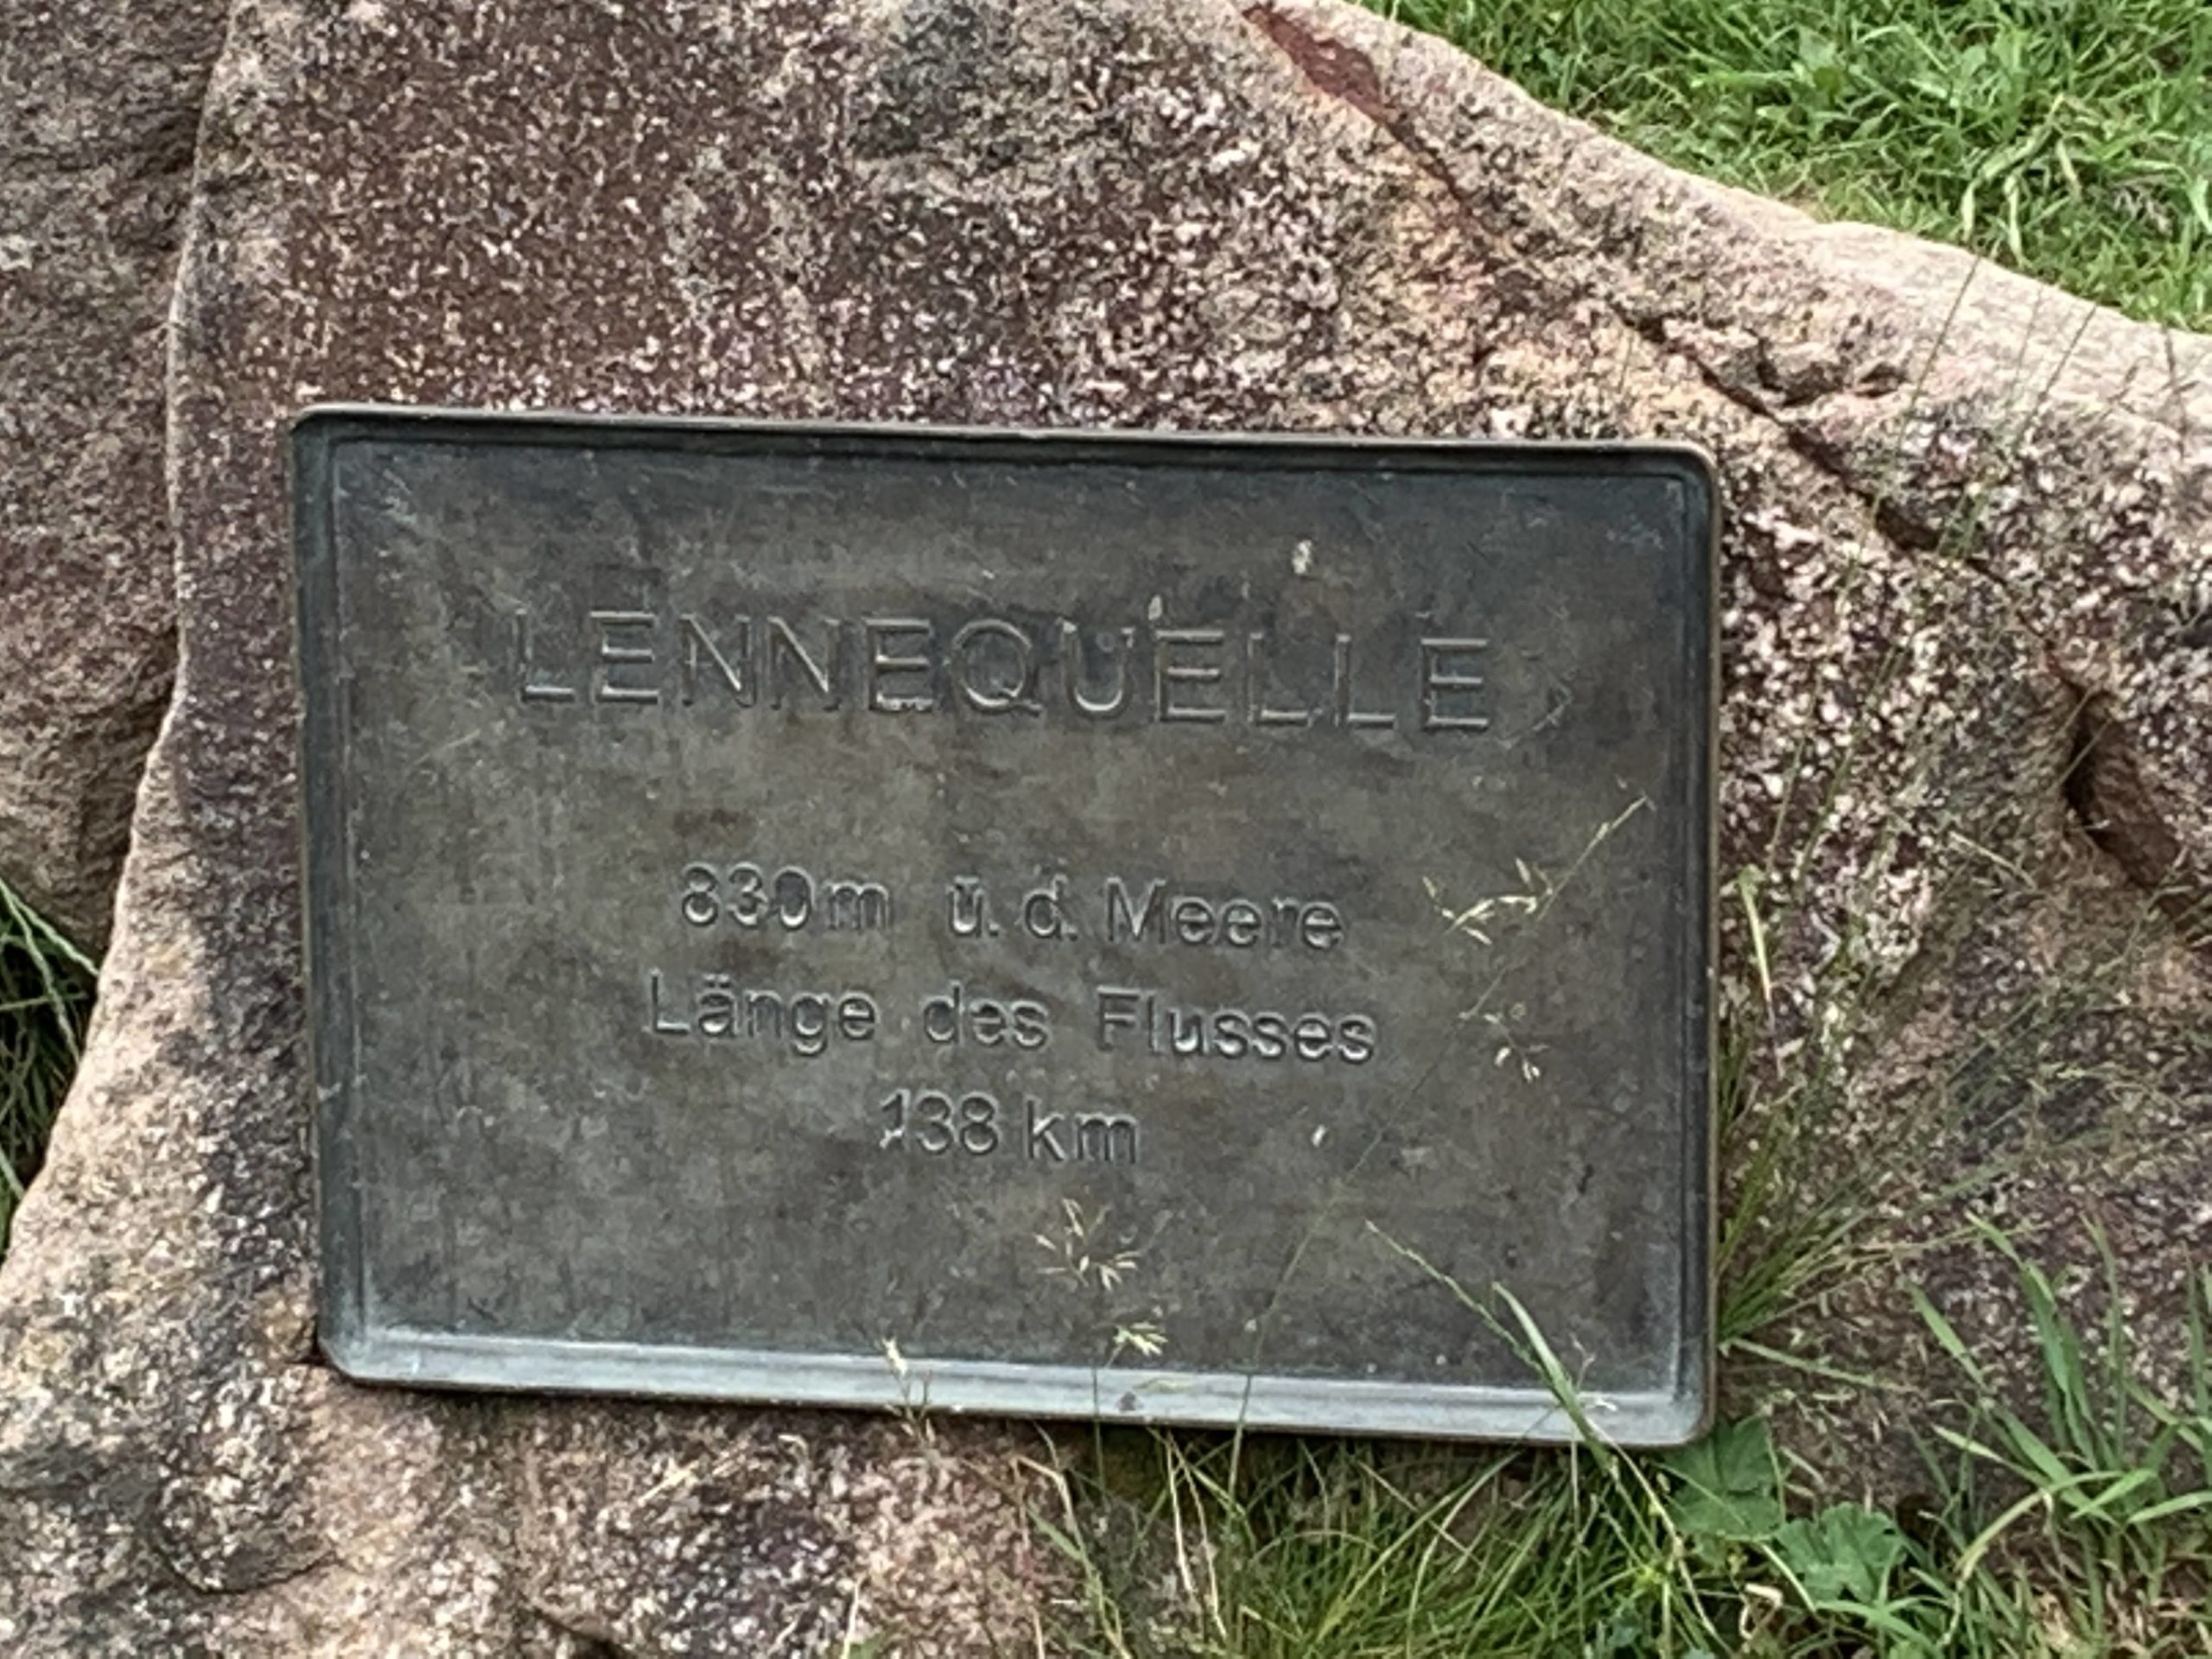 LENNEQUELLE
830m ü. d. Meere
Länge des Flusses
138 km